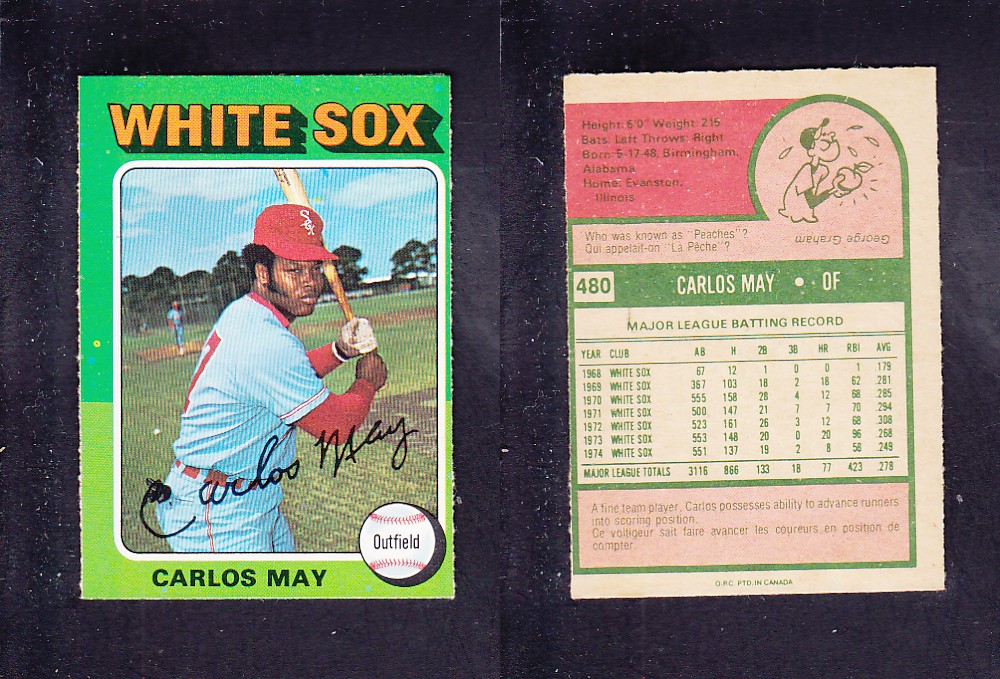 WHITE SOX
SOX
Carlos May
Outfield
CARLOS MAY
Height: 6'0" Weight: 215
Bats: Left Throws: Right
Born: 5-17-48, Birmingham,
Alabama
Home: Evanston,
Illinois
George Graham
Who was known as "Peaches"?
Qui appelait-on "La Pêche"?
480 CARLOS MAY • OF
MAJOR LEAGUE BATTING RECORD
YEAR CLUB AB H 2B 3B HR RBI AVG
1968 WHITE SOX 67 12 1 0 0 1 .179
1969 WHITE SOX 367 103 18 2 18 62 .281
1970 WHITE SOX 555 158 28 4 12 68 .285
1971 WHITE SOX 500 147 21 7 7 70 .294
1972 WHITE SOX 523 161 26 3 12 68 .308
1973 WHITE SOX 553 148 20 0 20 96 .268
1974 WHITE SOX 551 137 19 2 8 58 .249
MAJOR LEAGUE TOTALS 3116 866 133 18 77 423 .278
A fine team player, Carlos possesses ability to advance runners
into scoring position.
Ce voltigeur sait faire avancer les coureurs en position de
compter.
O.P.C. PTD. IN CANADA